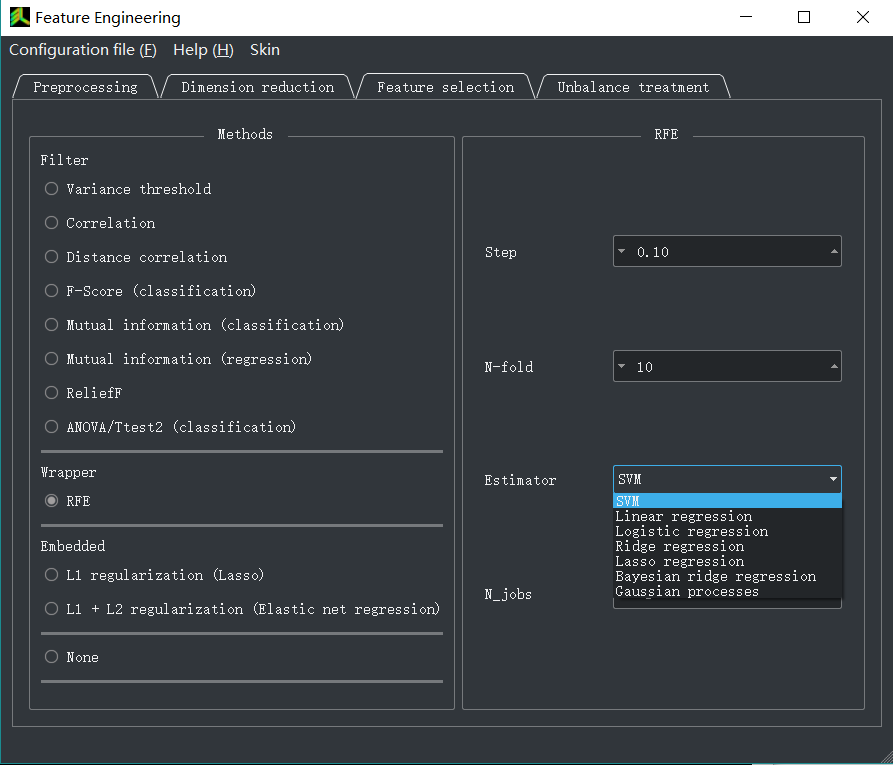 Feature Engineering
Configuration file (F) Help (H) Skin
Preprocessing Dimension reduction Feature selection Unbalance treatment
Methods
Filter
Variance threshold
Correlation
Distance correlation
F-Score (classification)
Mutual information (classification)
Mutual information (regression)
ReliefF
ANOVA/Ttest2 (classification)
Wrapper
RFE
Embedded
L1 regularization (Lasso)
L1 + L2 regularization (Elastic net regression)
None
RFE
Step 0.10
N-fold 10
Estimator SVM
SVM
Linear regression
Logistic regression
Ridge regression
Lasso regression
Bayesian ridge regression
Gaussian processes
N_jobs